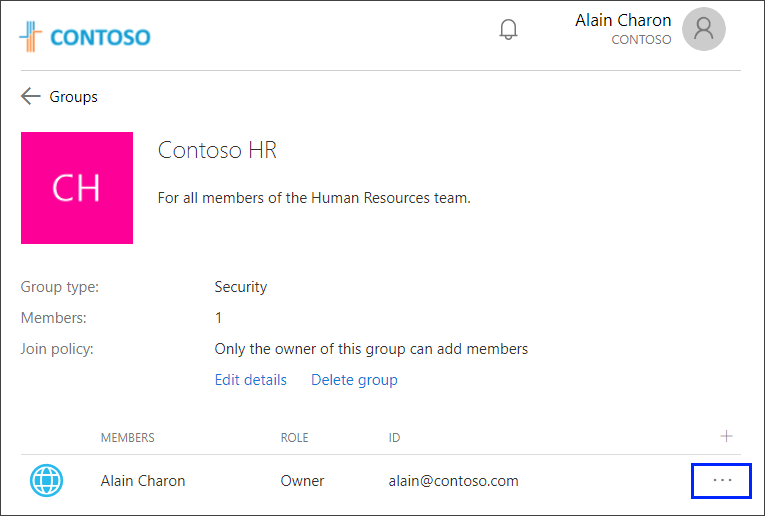 CONTOSO
Alain Charon
CONTOSO
Groups
CH
Contoso HR
For all members of the Human Resources team.
Group type: Security
Members: 1
Join policy: Only the owner of this group can add members
Edit details Delete group
MEMBERS ROLE ID +
Alain Charon Owner alain@contoso.com ...